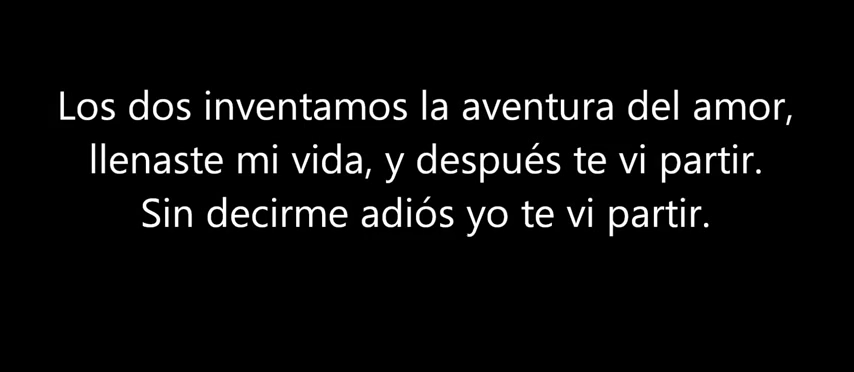 Los dos inventamos la aventura del amor,
llenaste mi vida, y después te vi partir.
Sin decirme adiós yo te vi partir.